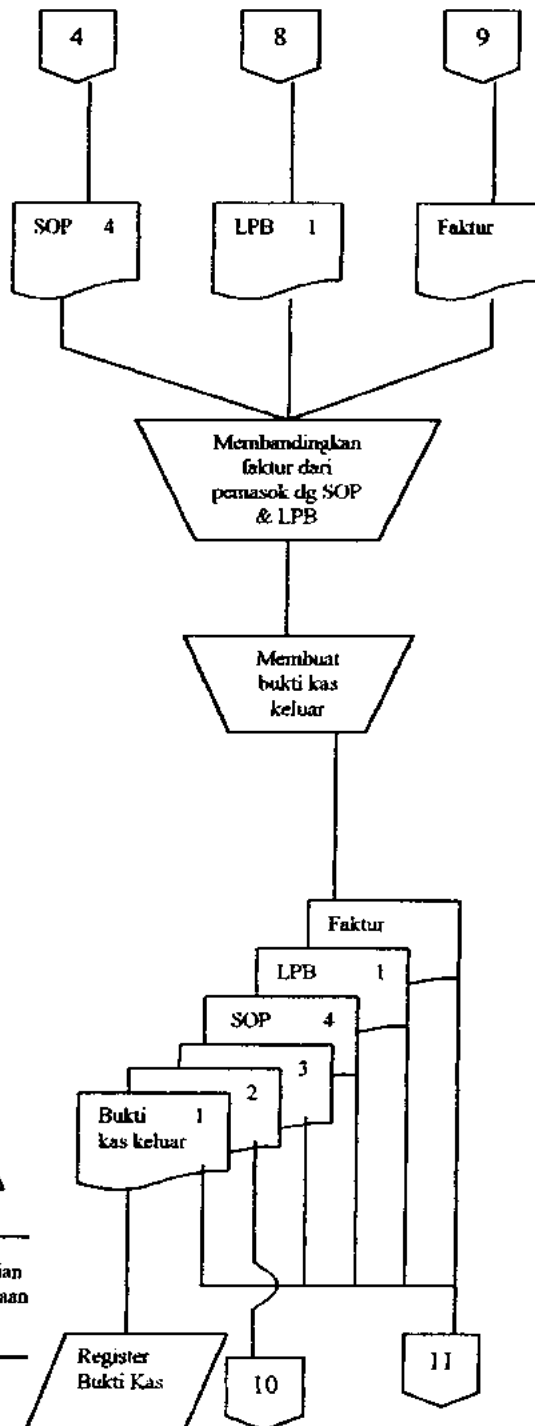 4
8
9
SOP 4
LPB 1
Faktur
Membandingkan
faktur dari
pemasok dg SOP
& LPB
Membuat
bukti kas
keluar
Faktur
LPB 1
SOP 4
3
2
Bukti 1
kas keluar
Register
Bukti Kas
10
11